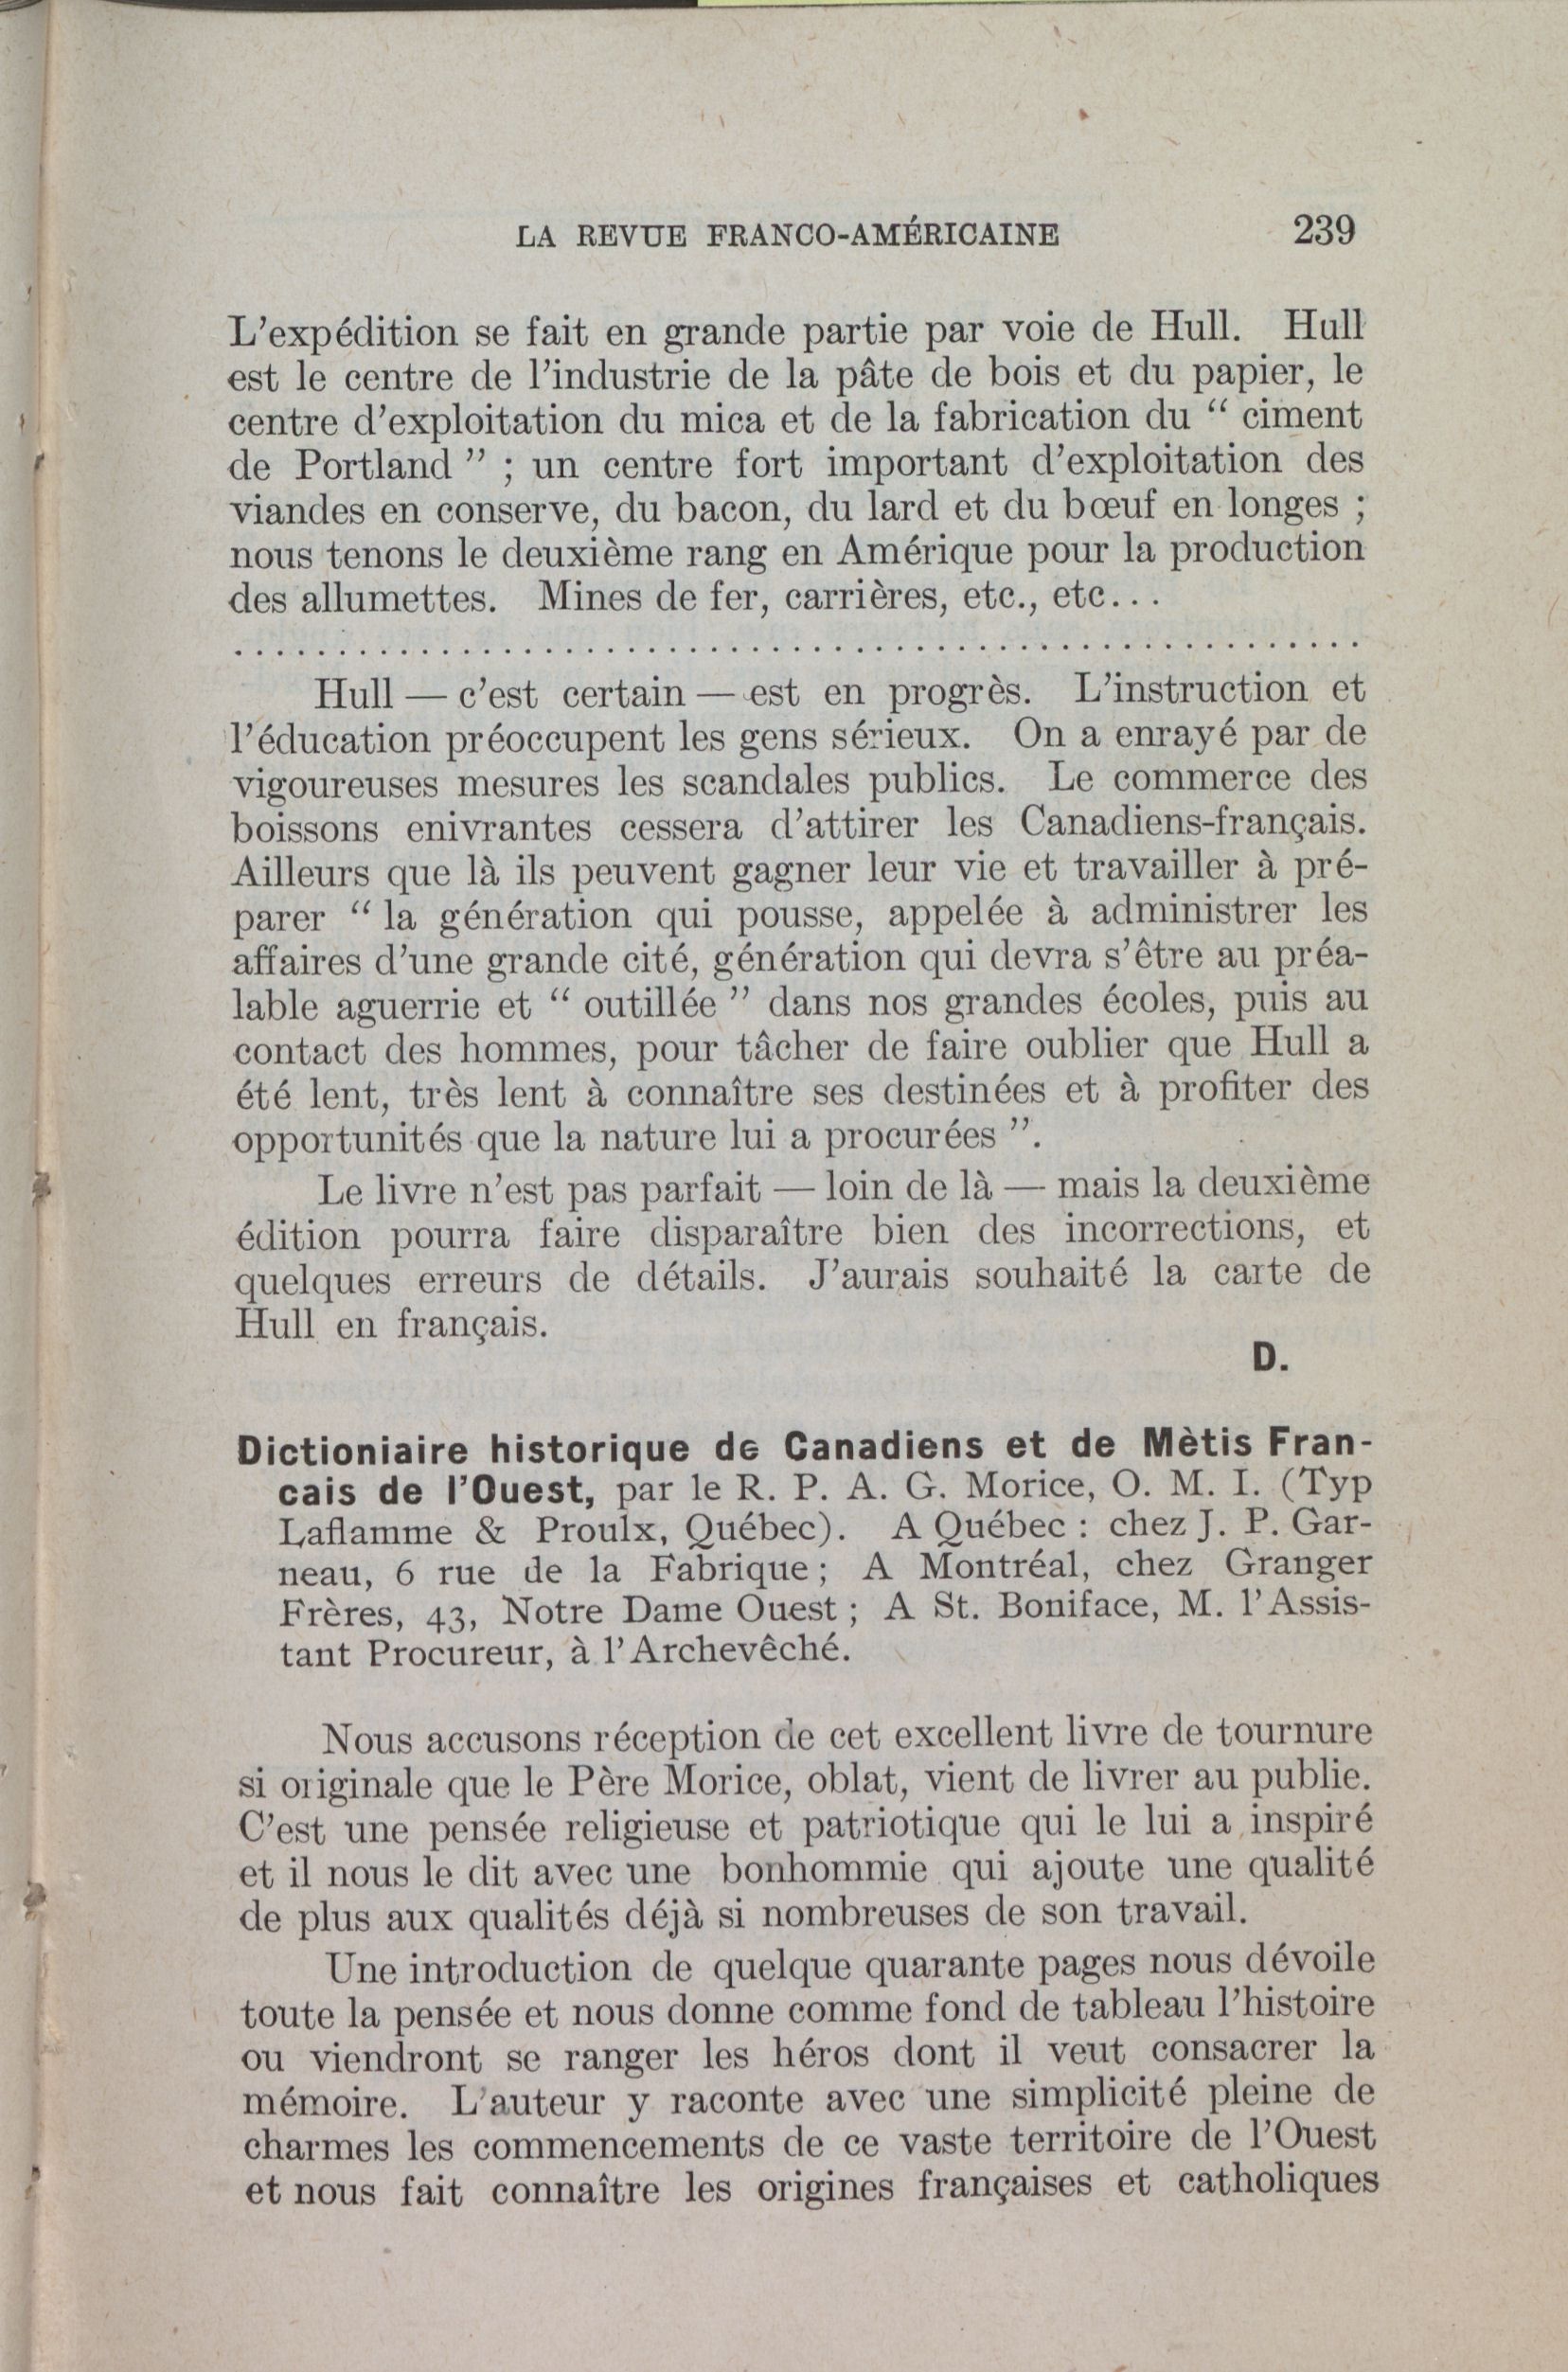 LA REVUE FRANCO-AMÉRICAINE 239
L'expédition se fait en grande partie par voie de Hull. Hull
est le centre de l'industrie de la pâte de bois et du papier, le
centre d'exploitation du mica et de la fabrication du “ ciment
de Portland ” ; un centre fort important d'exploitation des
viandes en conserve, du bacon, du lard et du bœuf en longes ;
nous tenons le deuxième rang en Amérique pour la production
des allumettes. Mines de fer, carrières, etc., etc...
.......................................................
Hull — c'est certain — est en progrès. L'instruction et
l'éducation préoccupent les gens sérieux. On a enrayé par de
vigoureuses mesures les scandales publics. Le commerce des
boissons enivrantes cessera d'attirer les Canadiens-français.
Ailleurs que là ils peuvent gagner leur vie et travailler à pré-
parer “ la génération qui pousse, appelée à administrer les
affaires d'une grande cité, génération qui devra s'être au préa-
lable aguerrie et “ outillée ” dans nos grandes écoles, puis au
contact des hommes, pour tâcher de faire oublier que Hull a
été lent, très lent à connaître ses destinées et à profiter des
opportunités que la nature lui a procurées ”.
Le livre n'est pas parfait — loin de là — mais la deuxième
édition pourra faire disparaître bien des incorrections, et
quelques erreurs de détails. J'aurais souhaité la carte de
Hull en français.
D.
Dictioniaire historique de Canadiens et de Mètis Fran-
cais de l'Ouest, par le R. P. A. G. Morice, O. M. I. (Typ
Laflamme & Proulx, Québec). A Québec : chez J. P. Gar-
neau, 6 rue de la Fabrique ; A Montréal, chez Granger
Frères, 43, Notre Dame Ouest ; A St. Boniface, M. l'Assis-
tant Procureur, à l'Archevêché.
Nous accusons réception de cet excellent livre de tournure
si originale que le Père Morice, oblat, vient de livrer au publie.
C'est une pensée religieuse et patriotique qui le lui a inspiré
et il nous le dit avec une bonhommie qui ajoute une qualité
de plus aux qualités déjà si nombreuses de son travail.
Une introduction de quelque quarante pages nous dévoile
toute la pensée et nous donne comme fond de tableau l'histoire
ou viendront se ranger les héros dont il veut consacrer la
mémoire. L'auteur y raconte avec une simplicité pleine de
charmes les commencements de ce vaste territoire de l'Ouest
et nous fait connaître les origines françaises et catholiques